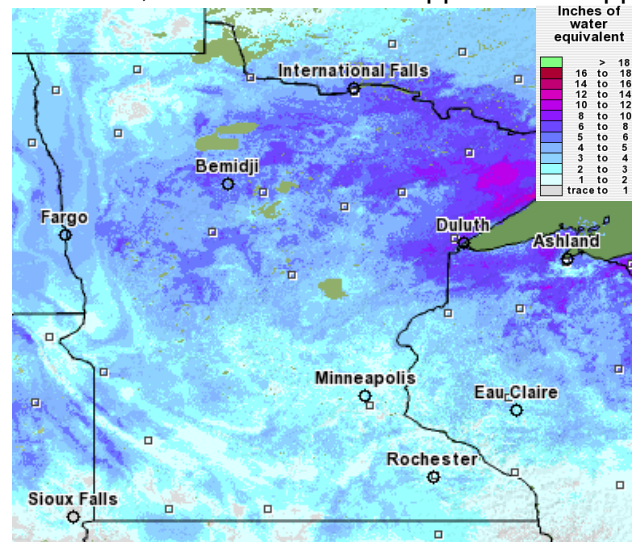 Inches of
water
equivalent
> 18
16 to 18
14 to 16
12 to 14
10 to 12
8 to 10
6 to 8
5 to 6
4 to 5
3 to 4
2 to 3
1 to 2
trace to 1
International Falls
Bemidji
Fargo
Duluth
Ashland
Minneapolis
Eau Claire
Rochester
Sioux Falls